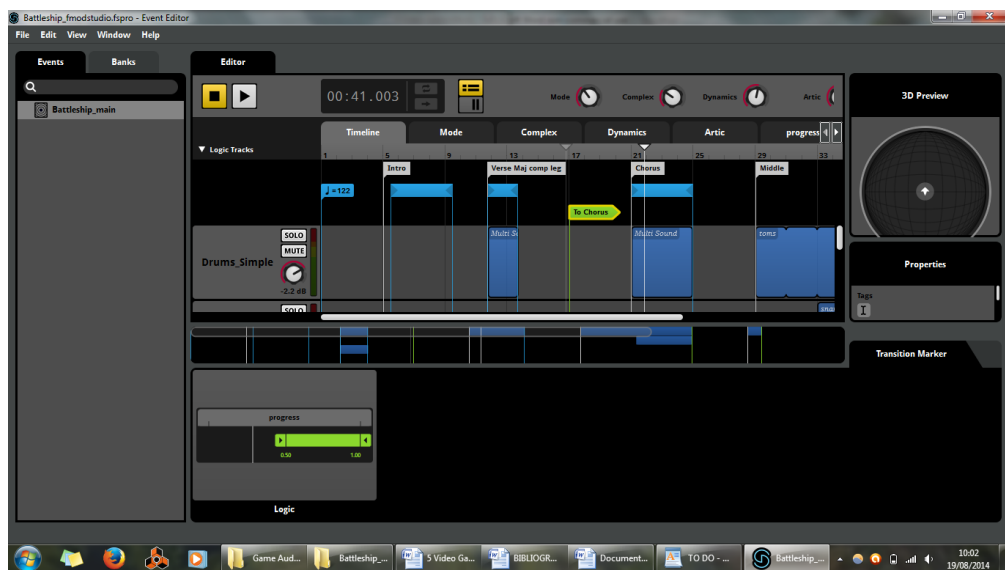 Battleship_fmodstudio.fspro - Event Editor
File Edit View Window Help
Events Banks
Battleship_main
Editor
00:41.003
Mode Complex Dynamics Artic
Timeline Mode Complex Dynamics Artic progress
Logic Tracks
1 5 9 13 17 21 25 29 33
Intro Verse Maj comp leg Chorus Middle
= 122
To Chorus
Drums_Simple
SOLO
MUTE
-2.2 dB
Multi S
Multi Sound
toms
SOLO
3D Preview
Properties
Tags
Transition Marker
progress
0.50 1.00
Logic
Game Aud... Battleship_... 5 Video Ga... BIBLIOGR... Document... TO DO - ... Battleship_...
10:02
19/08/2014